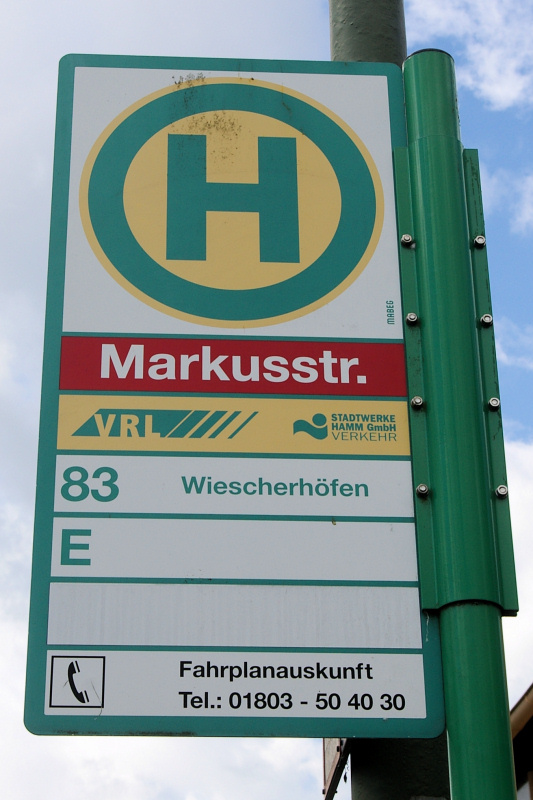 H
MABEG
Markusstr.
VRL
STADTWERKE
HAMM GmbH
VERKEHR
83 Wiescherhöfen
E
Fahrplanauskunft
Tel.: 01803 - 50 40 30